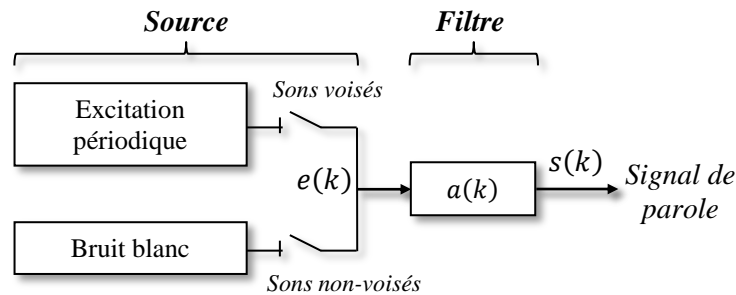 Source
Filtre
Sons voisés
Excitation
périodique
e(k)
a(k)
s(k)
Signal de
parole
Bruit blanc
Sons non-voisés